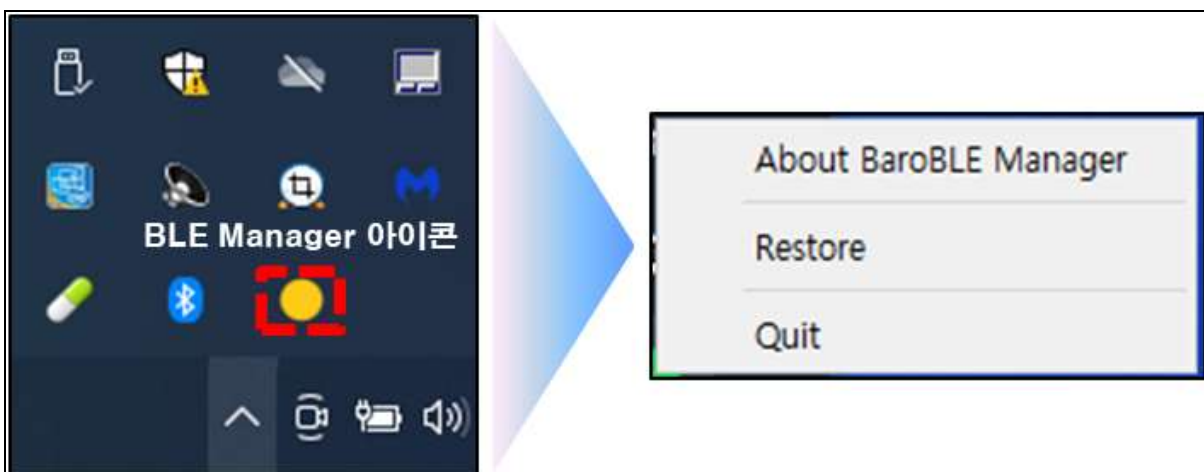 BLE Manager 아이콘
About BaroBLE Manager
Restore
Quit